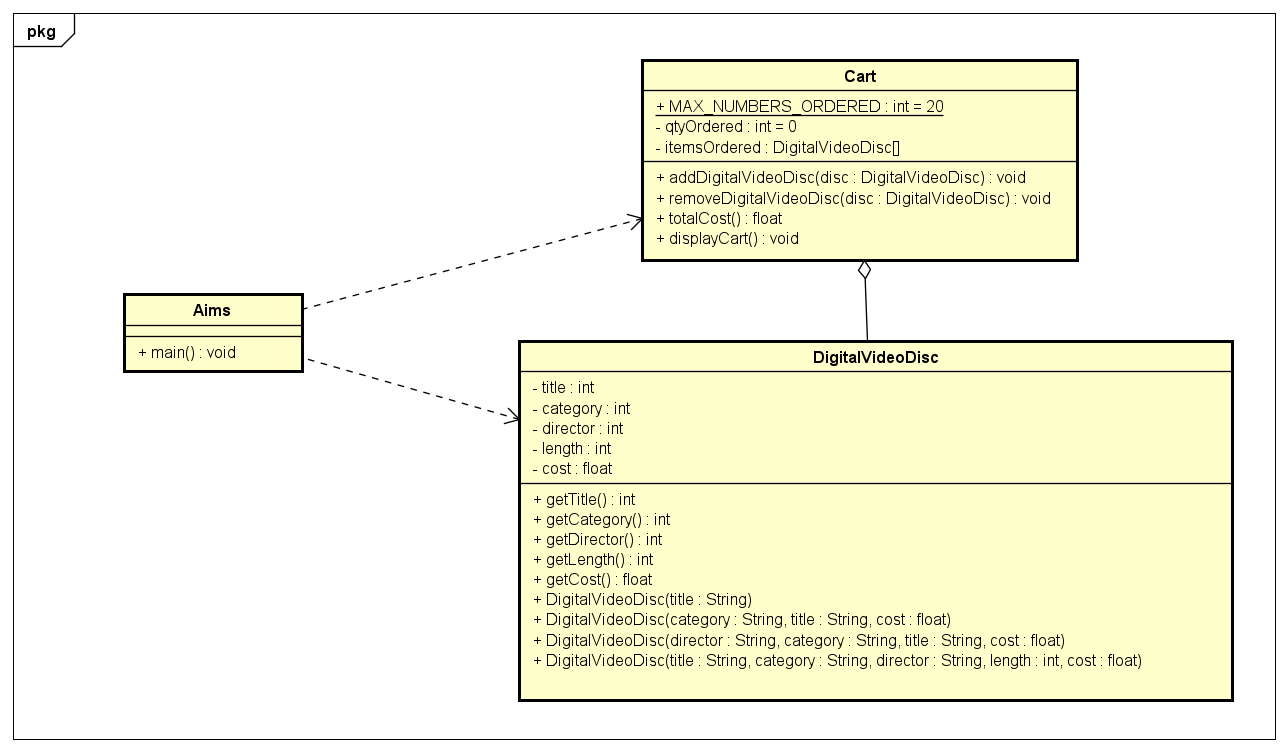 pkg
Cart
+ MAX_NUMBERS_ORDERED : int = 20
- qtyOrdered : int = 0
- itemsOrdered : DigitalVideoDisc[]
+ addDigitalVideoDisc(disc : DigitalVideoDisc) : void
+ removeDigitalVideoDisc(disc : DigitalVideoDisc) : void
+ totalCost() : float
+ displayCart() : void
Aims
+ main() : void
DigitalVideoDisc
- title : int
- category : int
- director : int
- length : int
- cost : float
+ getTitle() : int
+ getCategory() : int
+ getDirector() : int
+ getLength() : int
+ getCost() : float
+ DigitalVideoDisc(title : String)
+ DigitalVideoDisc(category : String, title : String, cost : float)
+ DigitalVideoDisc(director : String, category : String, title : String, cost : float)
+ DigitalVideoDisc(title : String, category : String, director : String, length : int, cost : float)